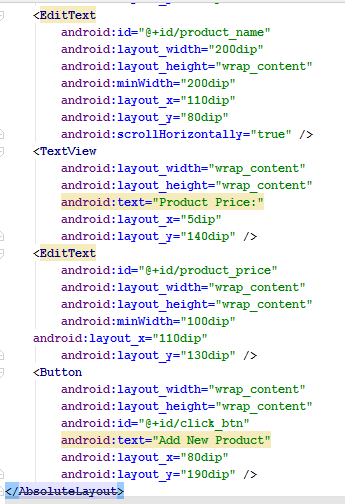 <EditText
android:id="@+id/product_name"
android:layout_width="200dip"
android:layout_height="wrap_content"
android:minWidth="200dip"
android:layout_x="110dip"
android:layout_y="80dip"
android:scrollHorizontally="true" />
<TextView
android:layout_width="wrap_content"
android:layout_height="wrap_content"
android:text="Product Price:"
android:layout_x="5dip"
android:layout_y="140dip" />
<EditText
android:id="@+id/product_price"
android:layout_width="wrap_content"
android:layout_height="wrap_content"
android:minWidth="100dip"
android:layout_x="110dip"
android:layout_y="130dip" />
<Button
android:layout_width="wrap_content"
android:layout_height="wrap_content"
android:id="@+id/click_btn"
android:text="Add New Product"
android:layout_x="80dip"
android:layout_y="190dip" />
</AbsoluteLayout>